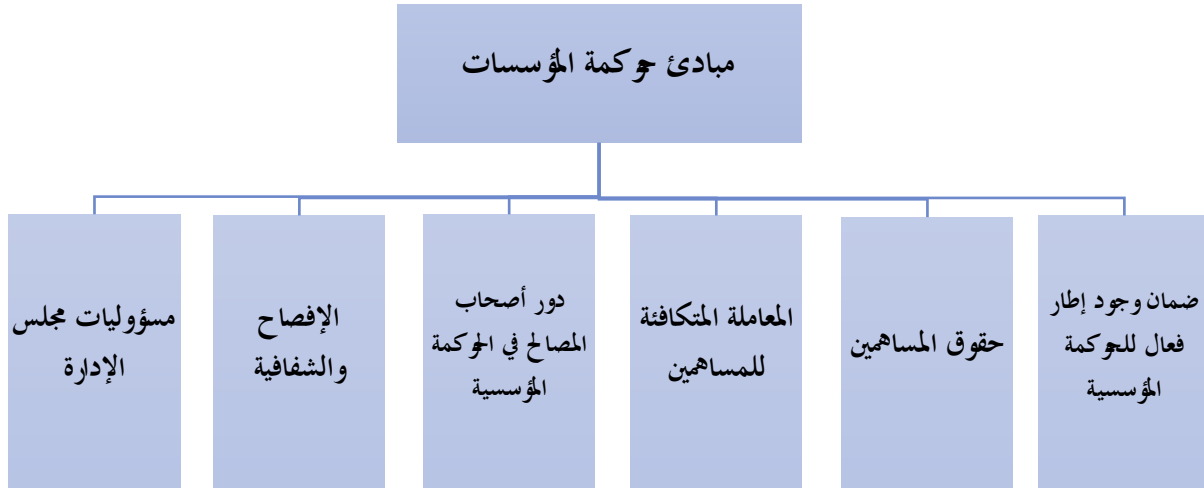 مبادئ حوكمة المؤسسات
ضمان وجود إطار
فعال للحوكمة
المؤسسية
حقوق المساهمين
المعاملة المتكافئة
للمساهمين
دور أصحاب
المصالح في الحوكمة
المؤسسية
الإفصاح
والشفافية
مسؤوليات مجلس
الإدارة